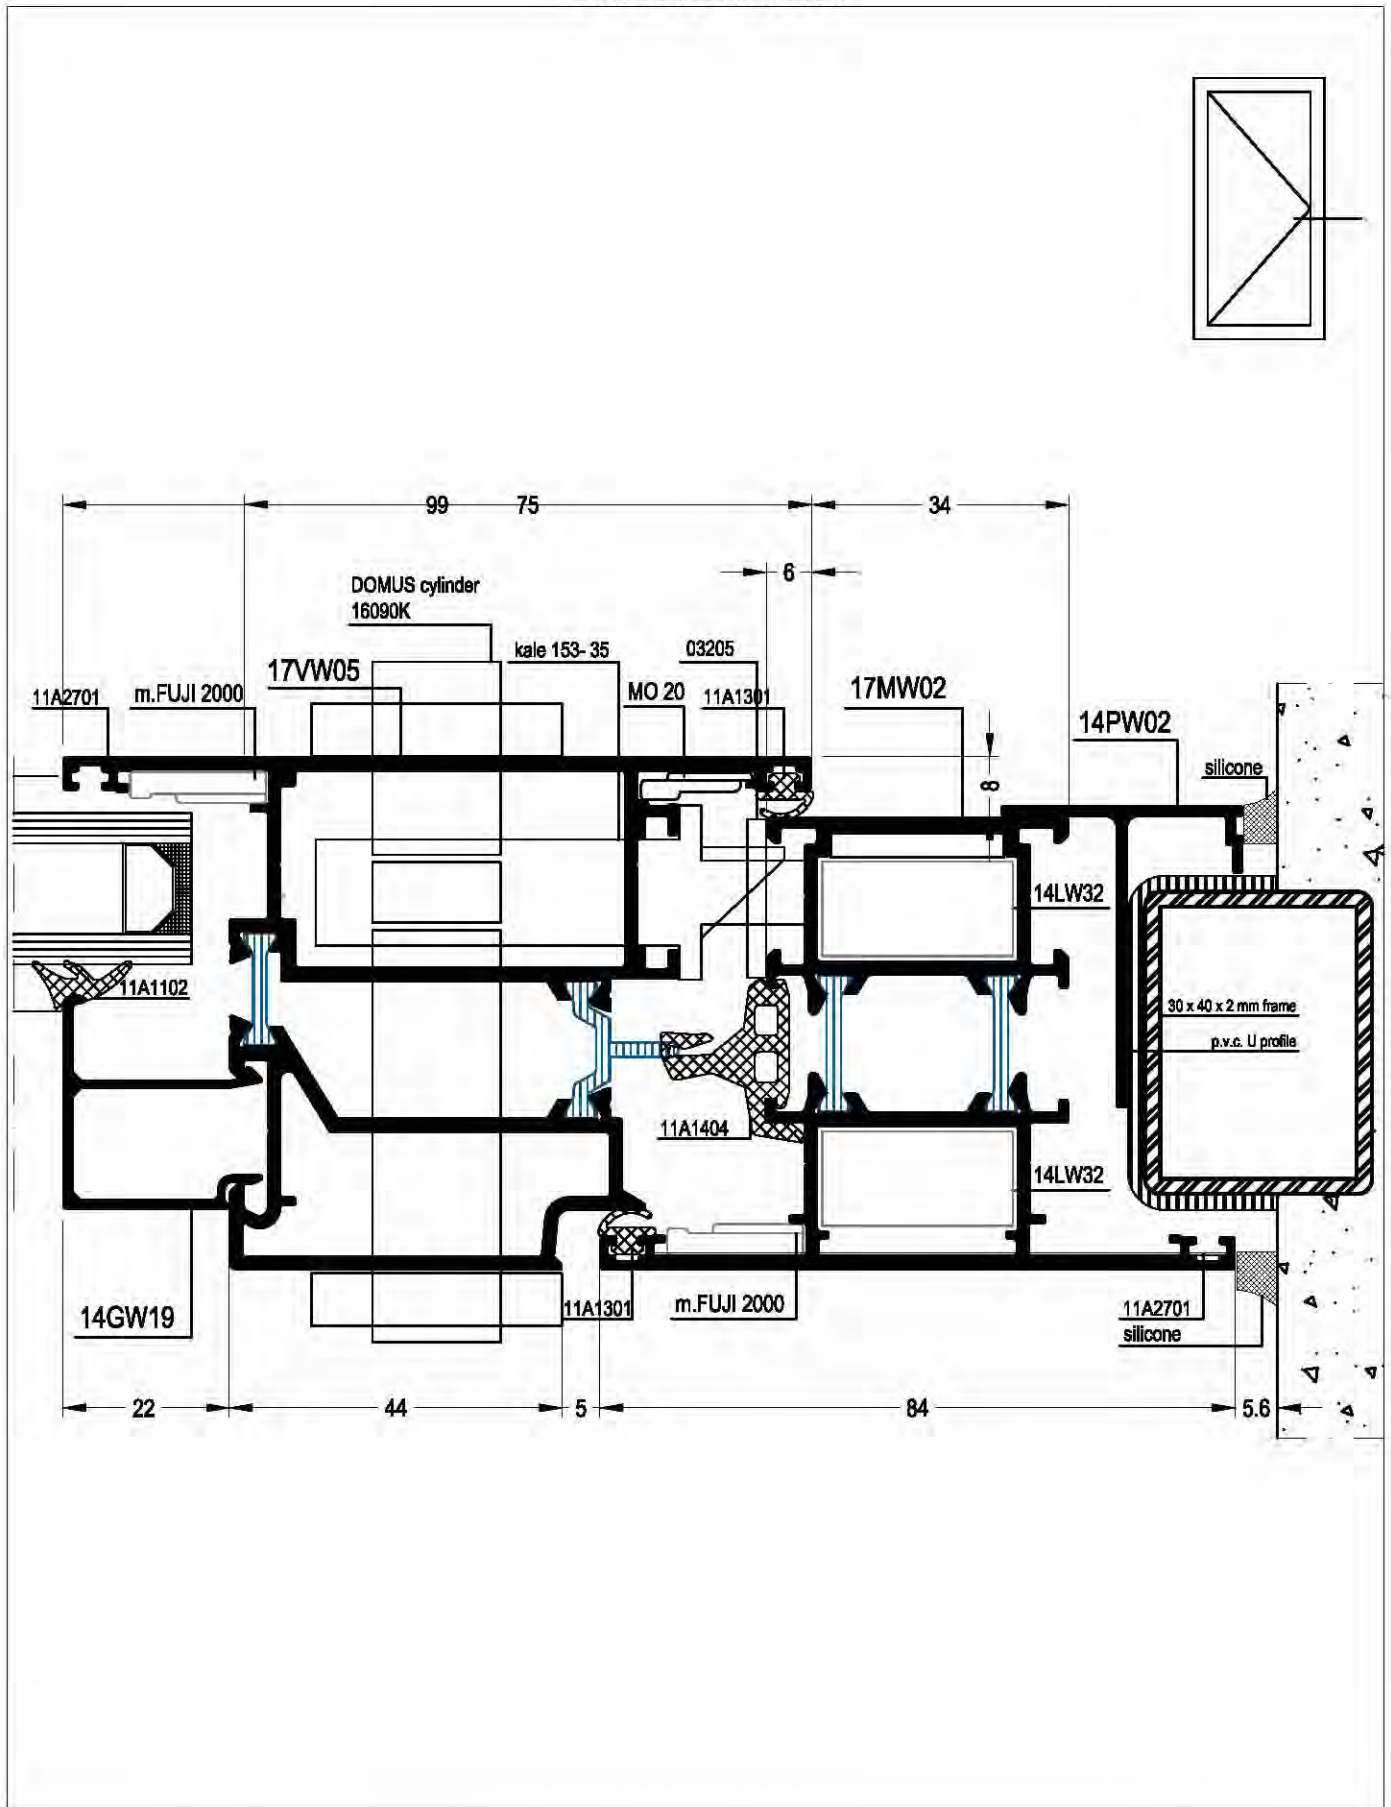 99 75
34
6
DOMUS cylinder
16090K
kale 153- 35
03205
17VW05
11A2701
m.FUJI 2000
MO 20
11A1301
17MW02
14PW02
silicone
8
14LW32
11A1102
30 x 40 x 2 mm frame
p.v.c. U profile
11A1404
14LW32
14GW19
11A1301
m.FUJI 2000
11A2701
silicone
22
44
5
84
5.6